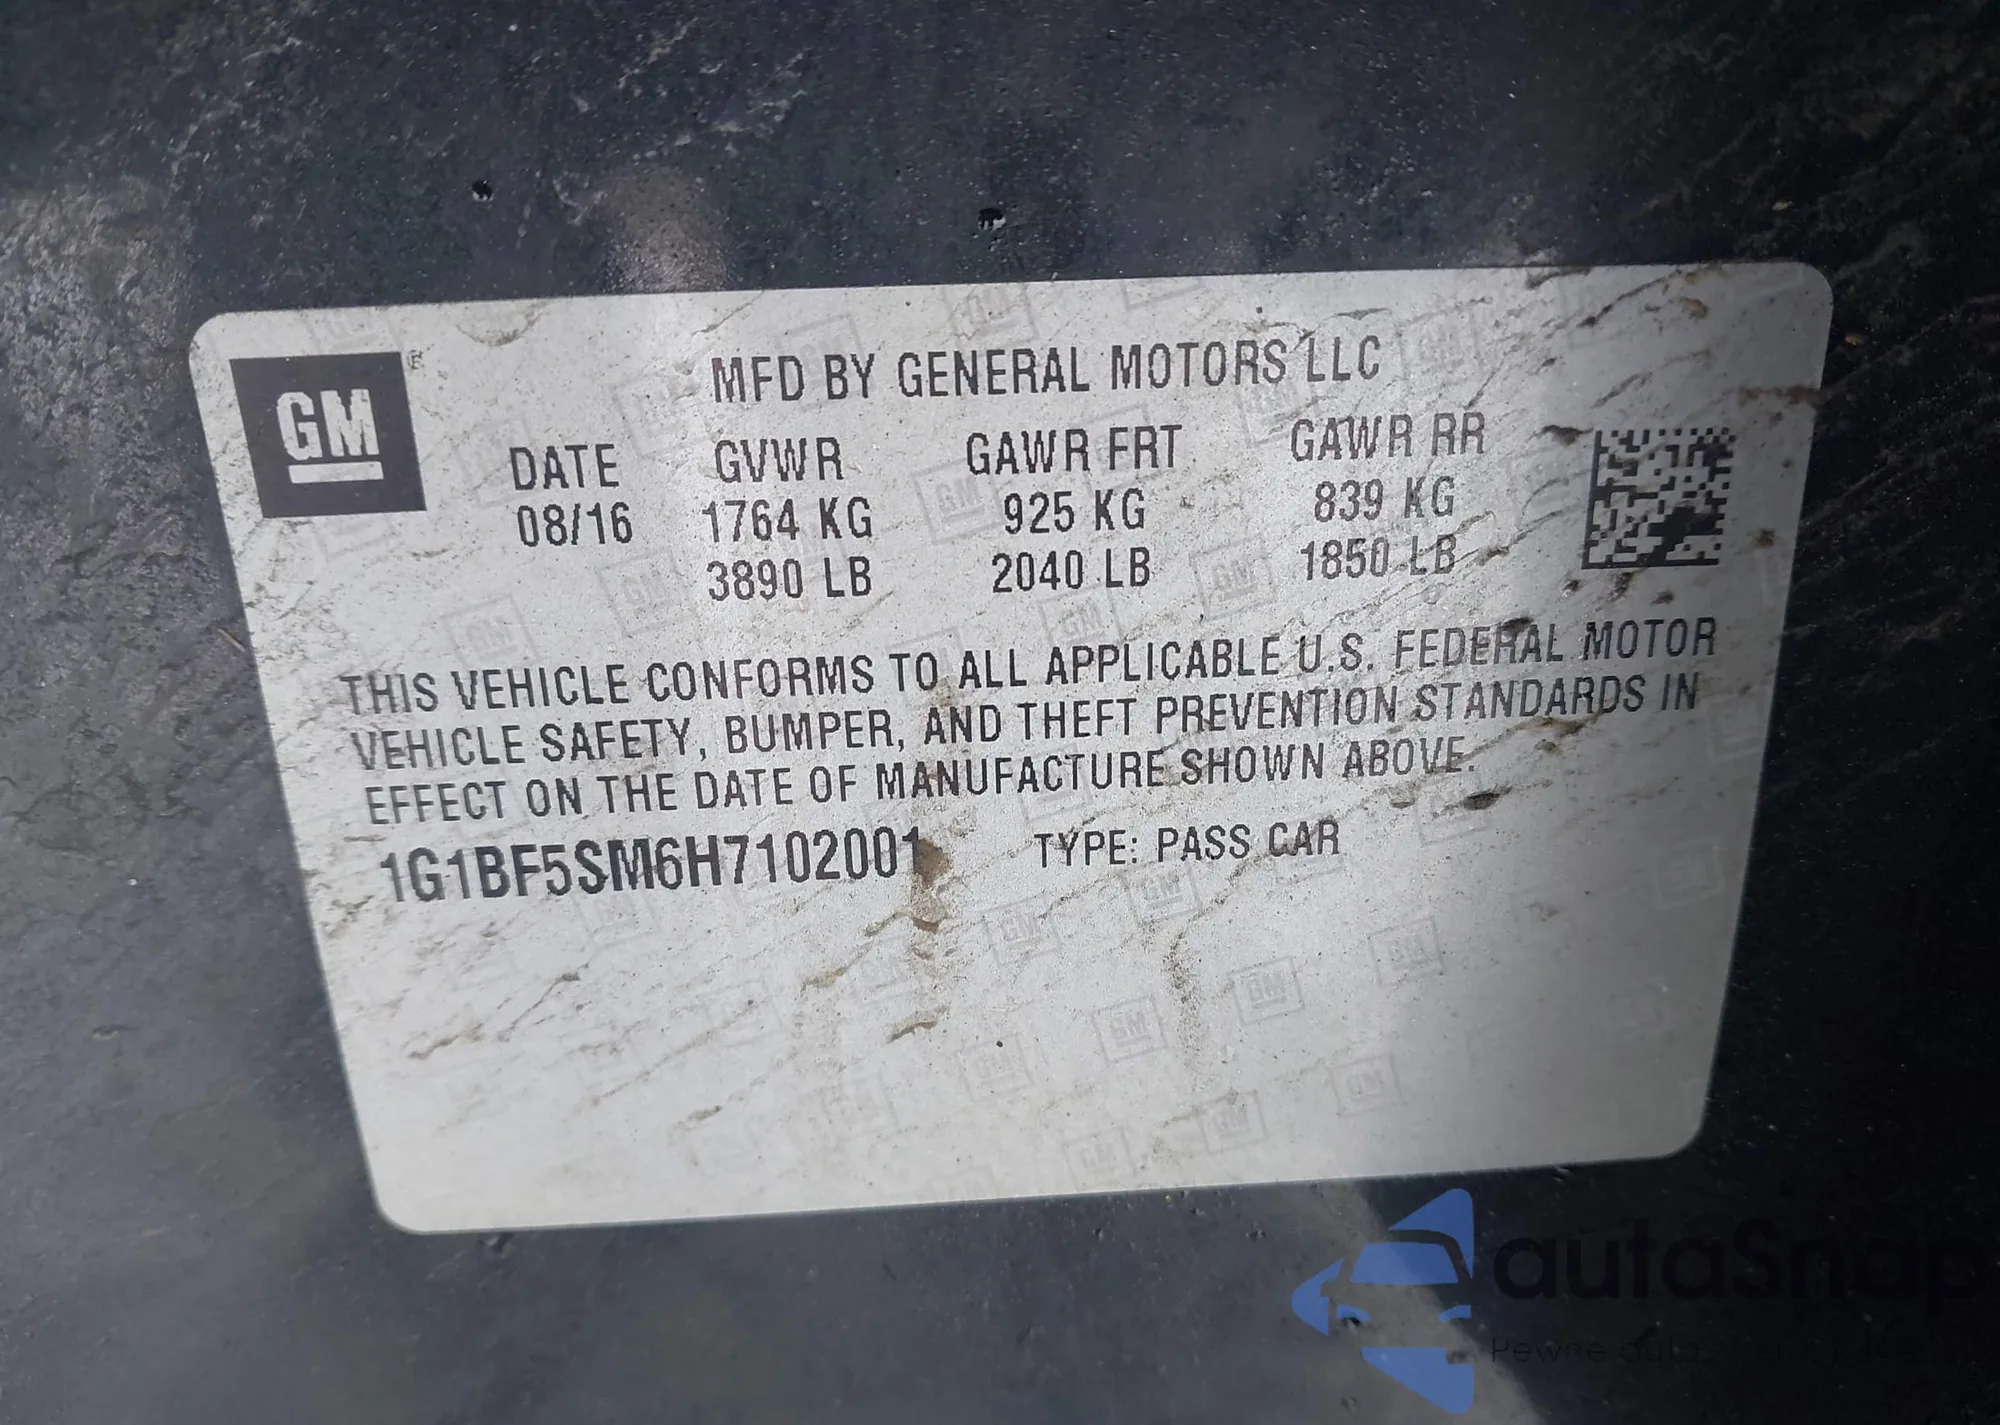 GM
MFD BY GENERAL MOTORS LLC
DATE GVWR GAWR FRT GAWR RR
08/16 1764 KG 925 KG 839 KG
3890 LB 2040 LB 1850 LB
THIS VEHICLE CONFORMS TO ALL APPLICABLE U.S. FEDERAL MOTOR
VEHICLE SAFETY, BUMPER, AND THEFT PREVENTION STANDARDS IN
EFFECT ON THE DATE OF MANUFACTURE SHOWN ABOVE.
1G1BF5SM6H7102001 TYPE: PASS CAR
autaSnap
Pewne auta